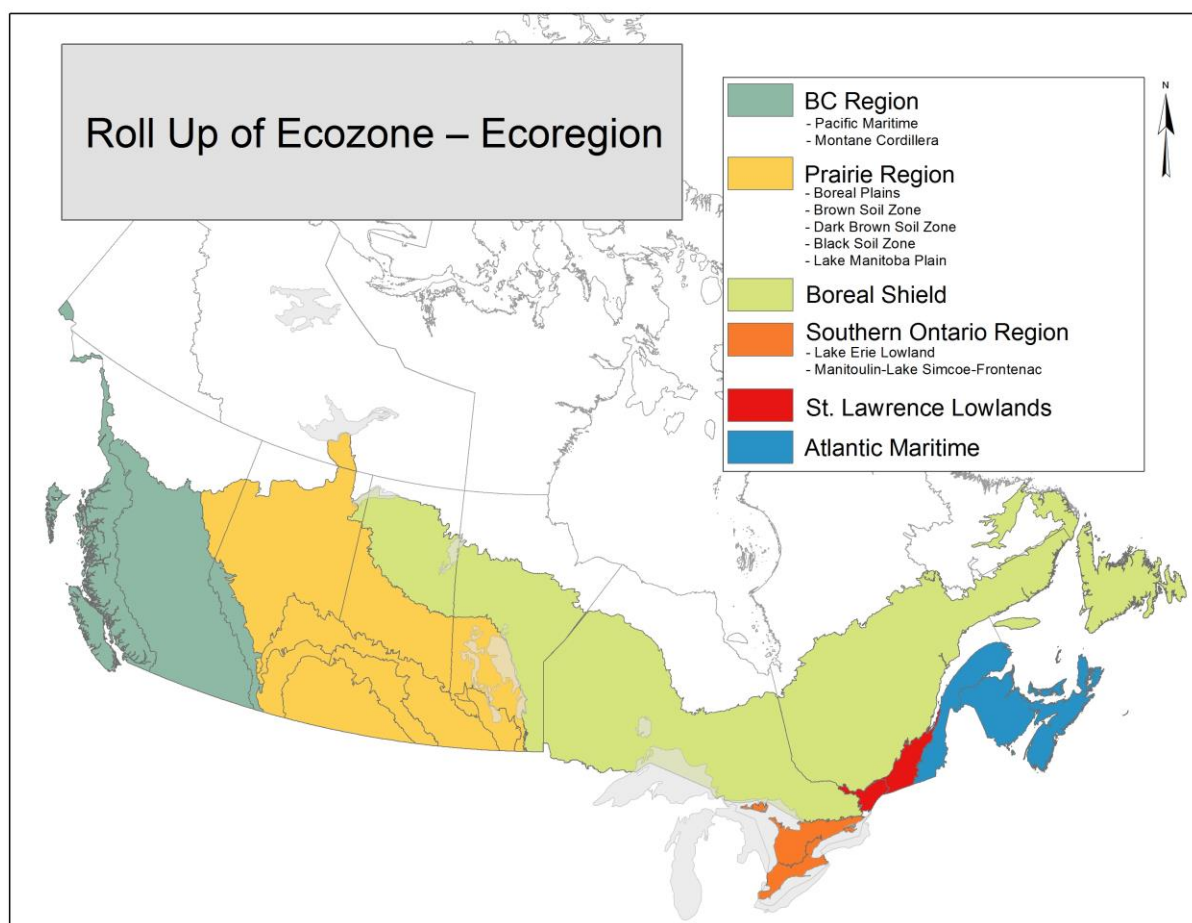 Roll Up of Ecozone – Ecoregion
BC Region
- Pacific Maritime
- Montane Cordillera
Prairie Region
- Boreal Plains
- Brown Soil Zone
- Dark Brown Soil Zone
- Black Soil Zone
- Lake Manitoba Plain
Boreal Shield
Southern Ontario Region
- Lake Erie Lowland
- Manitoulin-Lake Simcoe-Frontenac
St. Lawrence Lowlands
Atlantic Maritime
N